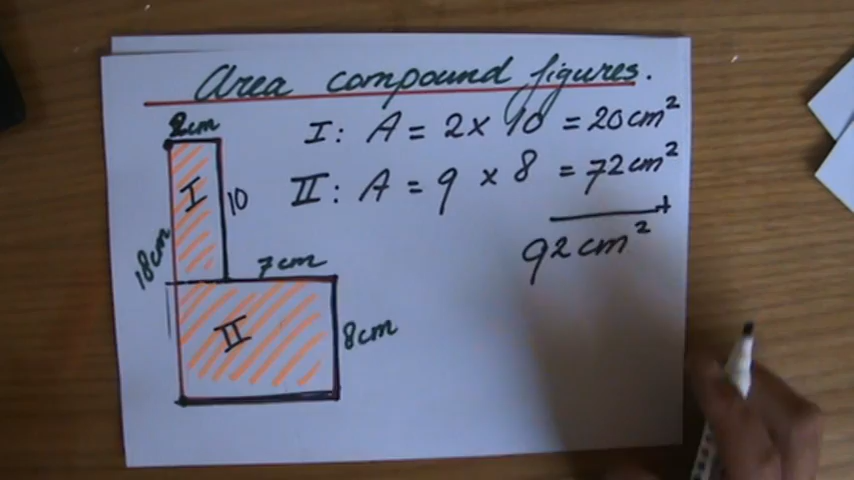 Area compound figures.
2cm
I: A = 2 x 10 = 20cm²
I
10
II: A = 9 x 8 = 72cm²
+
18cm
7cm
92cm²
II
8cm